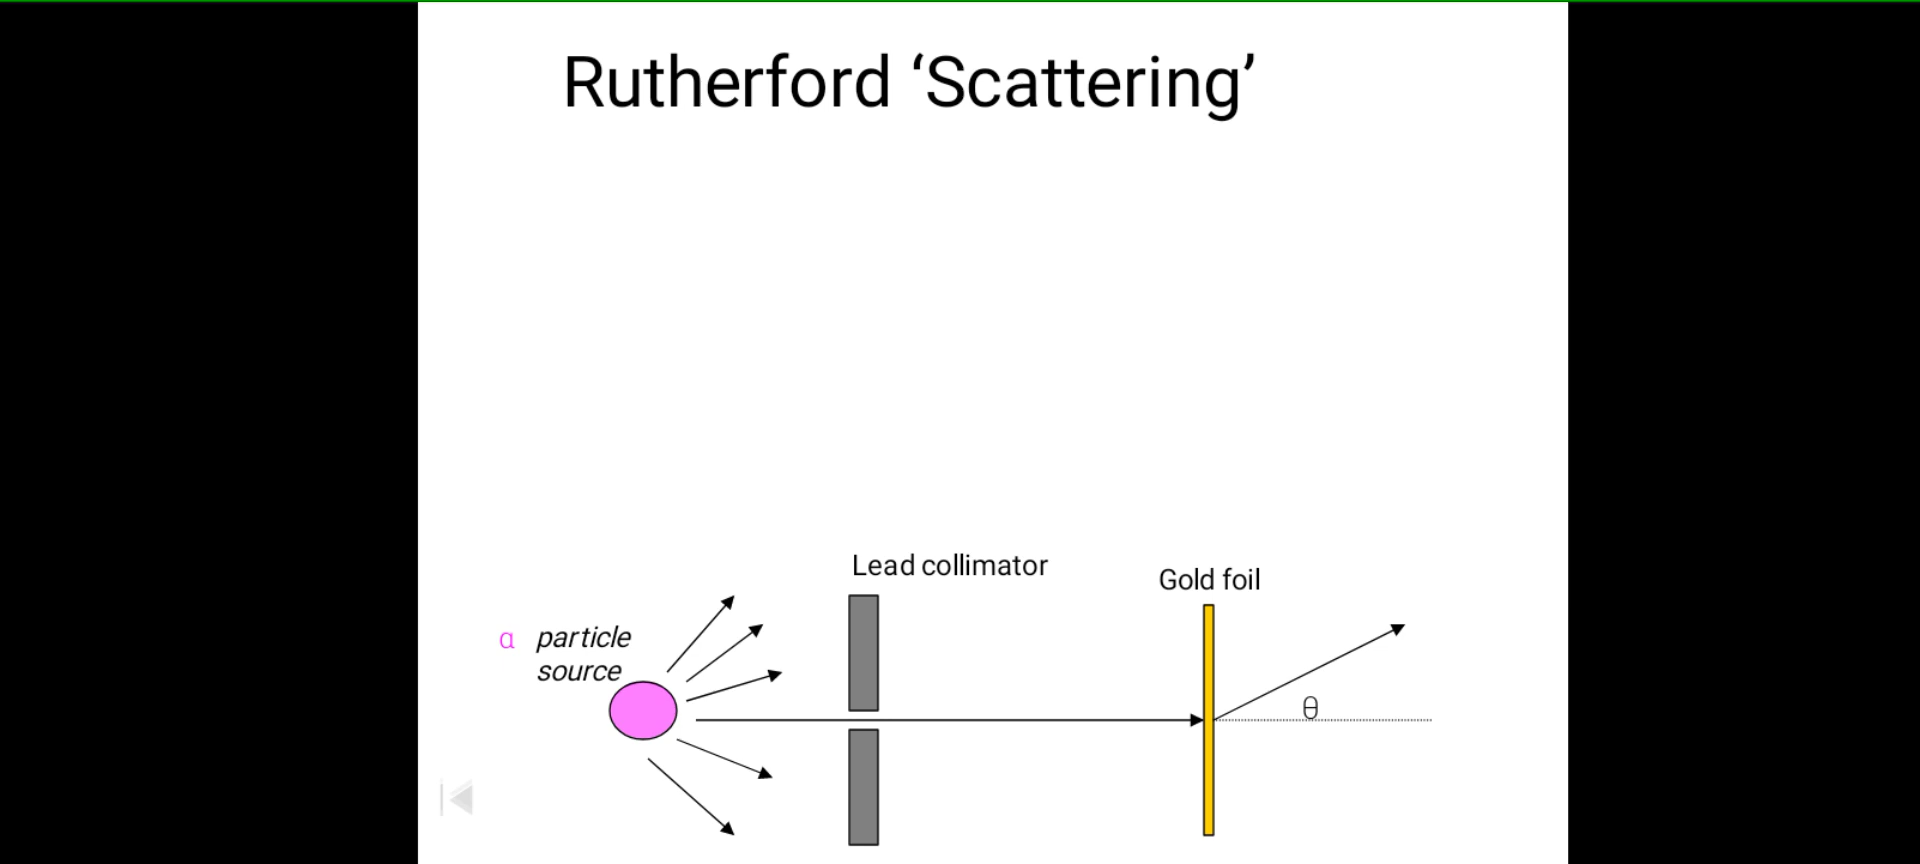 Rutherford ‘Scattering’
Lead collimator
Gold foil
α particle
source
θ